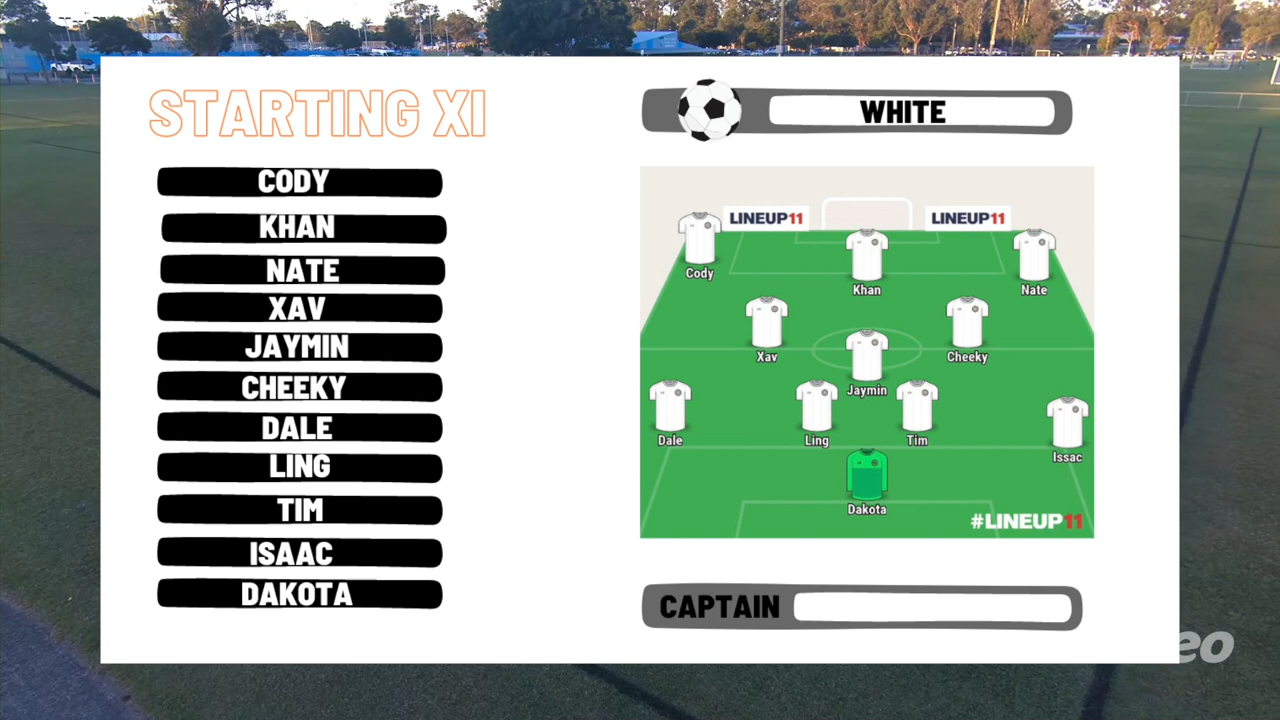 STARTING XI
CODY
KHAN
NATE
XAV
JAYMIN
CHEEKY
DALE
LING
TIM
ISAAC
DAKOTA
WHITE
LINEUP11 LINEUP11
Cody
Khan
Nate
Xav
Cheeky
Jaymin
Dale
Ling
Tim
Issac
Dakota
#LINEUP11
CAPTAIN
eo